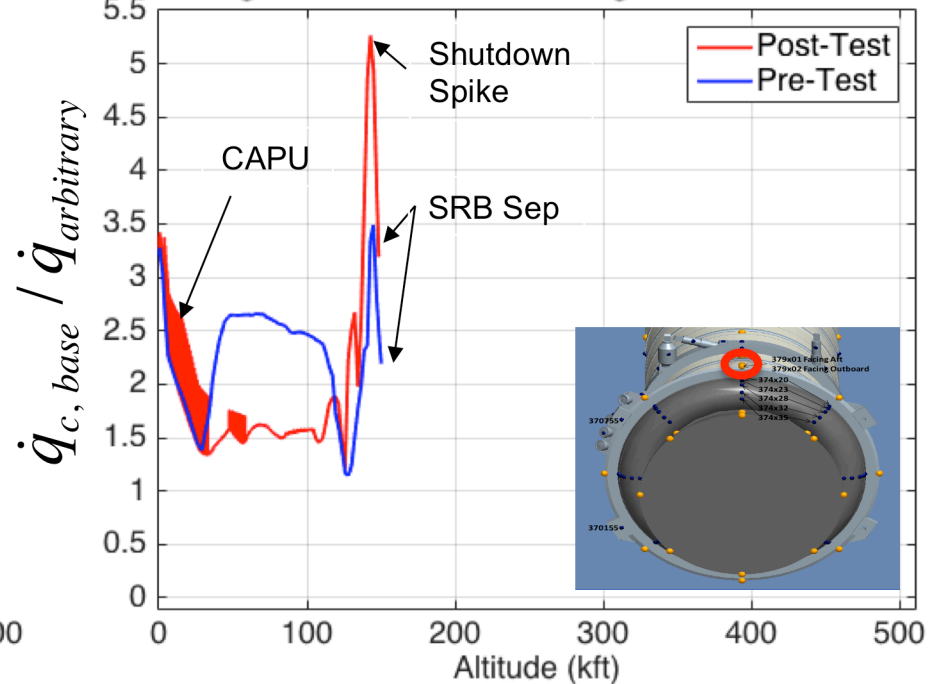 5.5
5
4.5
4
3.5
3
2.5
2
1.5
1
0.5
0
q̇c, base / q̇arbitrary
CAPU
Shutdown
Spike
SRB Sep
Post-Test
Pre-Test
379x01 Facing Aft
379x02 Facing Outboard
374x20
374x23
374x28
374x32
374x35
370755
370155
00
0 100 200 300 400 500
Altitude (kft)